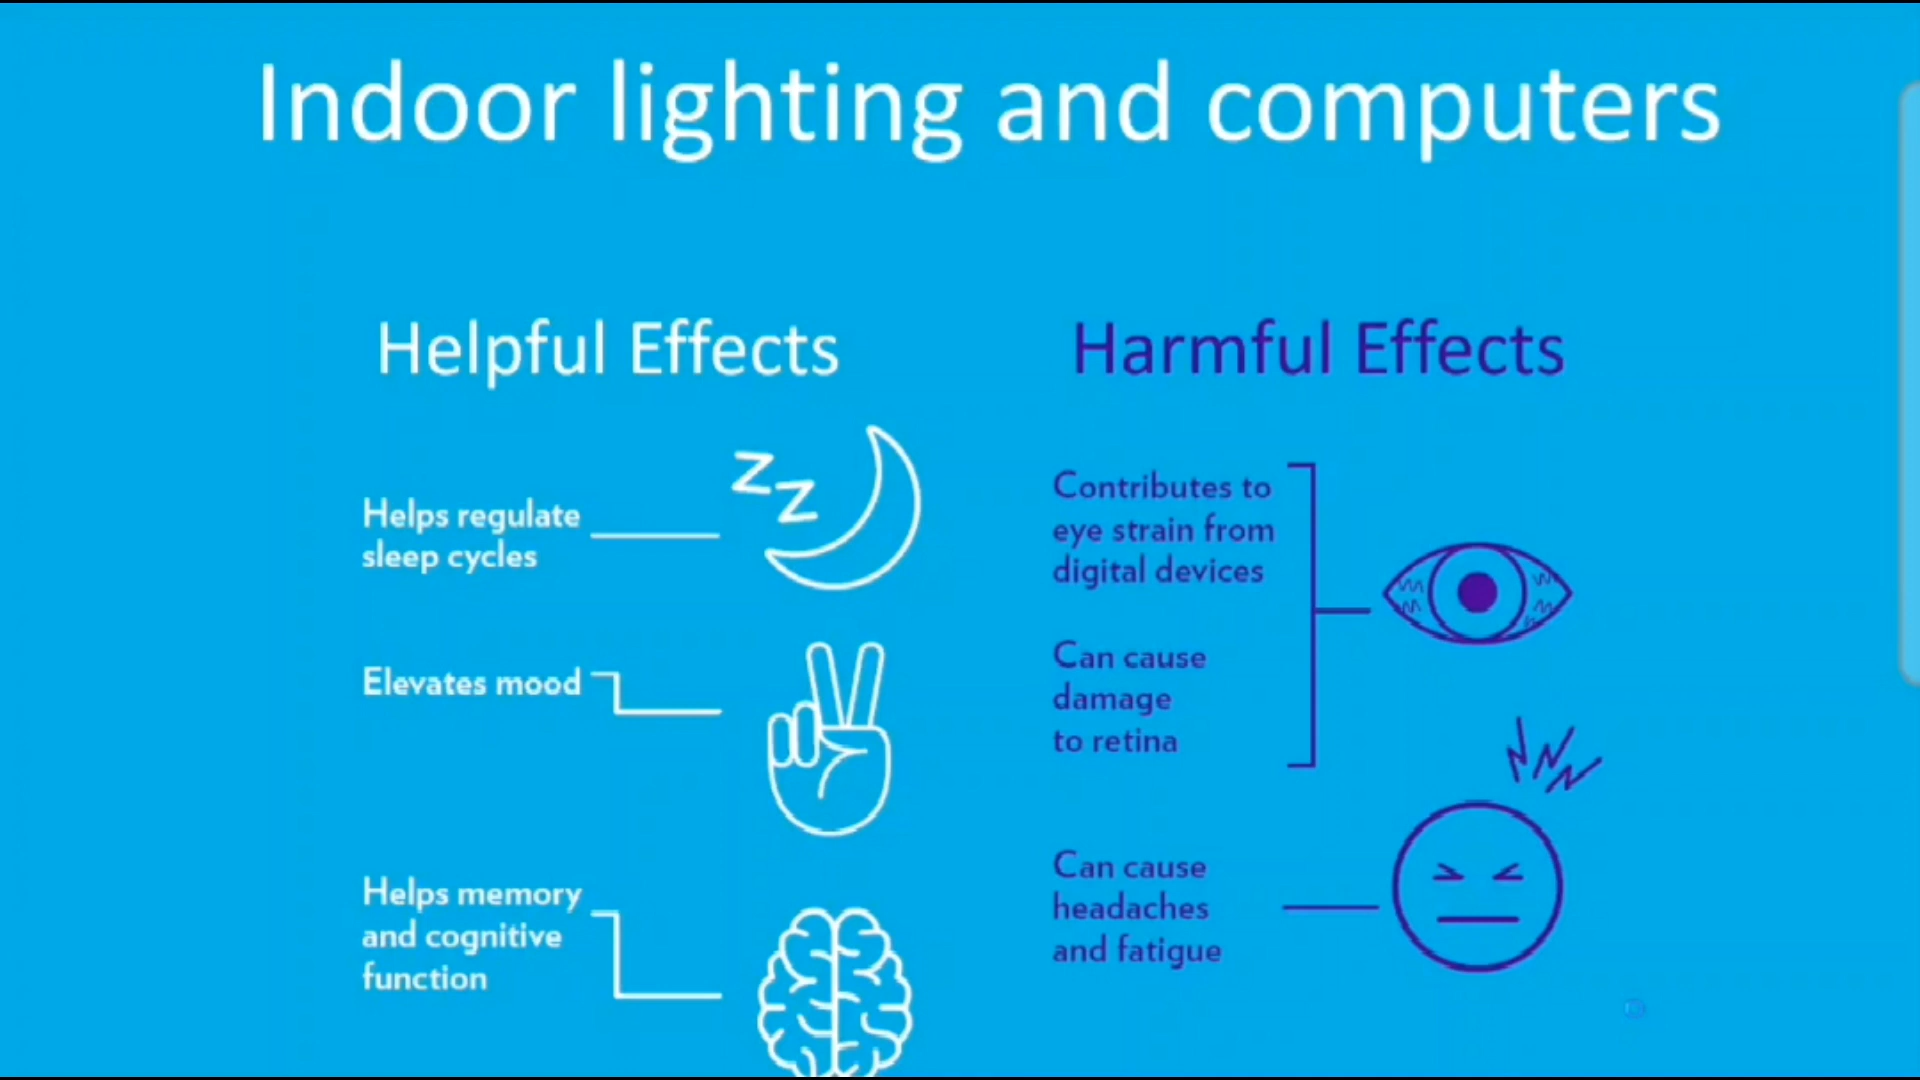 Indoor lighting and computers
Helpful Effects
Helps regulate
sleep cycles
zz
Elevates mood
Helps memory
and cognitive
function
Harmful Effects
Contributes to
eye strain from
digital devices
Can cause
damage
to retina
Can cause
headaches
and fatigue